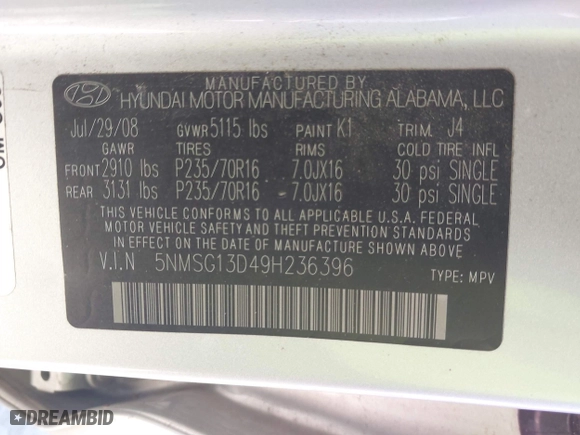 MANUFACTURED BY
HYUNDAI MOTOR MANUFACTURING ALABAMA, LLC
Jul/29/08 GVWR 5115 lbs PAINT K1 TRIM J4
GAWR TIRES RIMS COLD TIRE INFL
FRONT 2910 lbs P235/70R16 7.0JX16 30 psi SINGLE
REAR 3131 lbs P235/70R16 7.0JX16 30 psi SINGLE
THIS VEHICLE CONFORMS TO ALL APPLICABLE U.S.A. FEDERAL
MOTOR VEHICLE SAFETY AND THEFT PREVENTION STANDARDS
IN EFFECT ON THE DATE OF MANUFACTURE SHOWN ABOVE
V.I.N 5NMSG13D49H236396 TYPE: MPV
DREAMBID